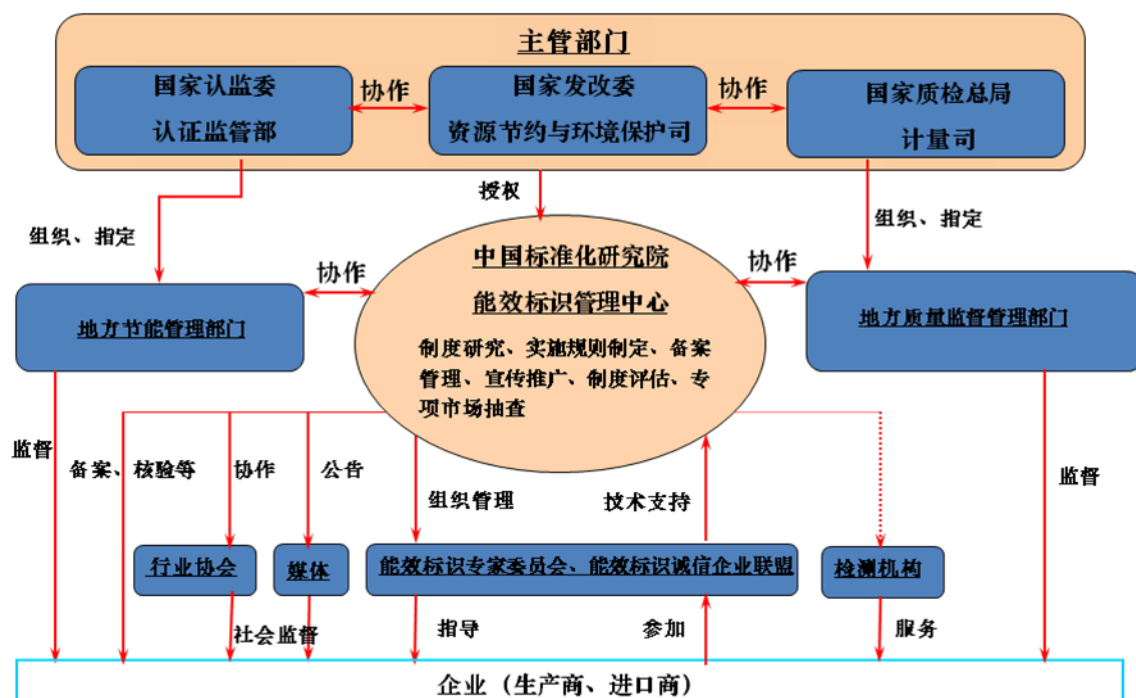 主管部门
国家认监委
认证监管部
协作
国家发改委
资源节约与环境保护司
协作
国家质检总局
计量司
授权
组织、指定
组织、指定
中国标准化研究院
能效标识管理中心
制度研究、实施规则制定、备案
管理、宣传推广、制度评估、专
项市场抽查
协作
协作
地方节能管理部门
地方质量监督管理部门
监督
备案、核验等
协作
公告
组织管理
技术支持
监督
行业协会
媒体
能效标识专家委员会、能效标识诚信企业联盟
检测机构
社会监督
指导
参加
服务
企业（生产商、进口商）